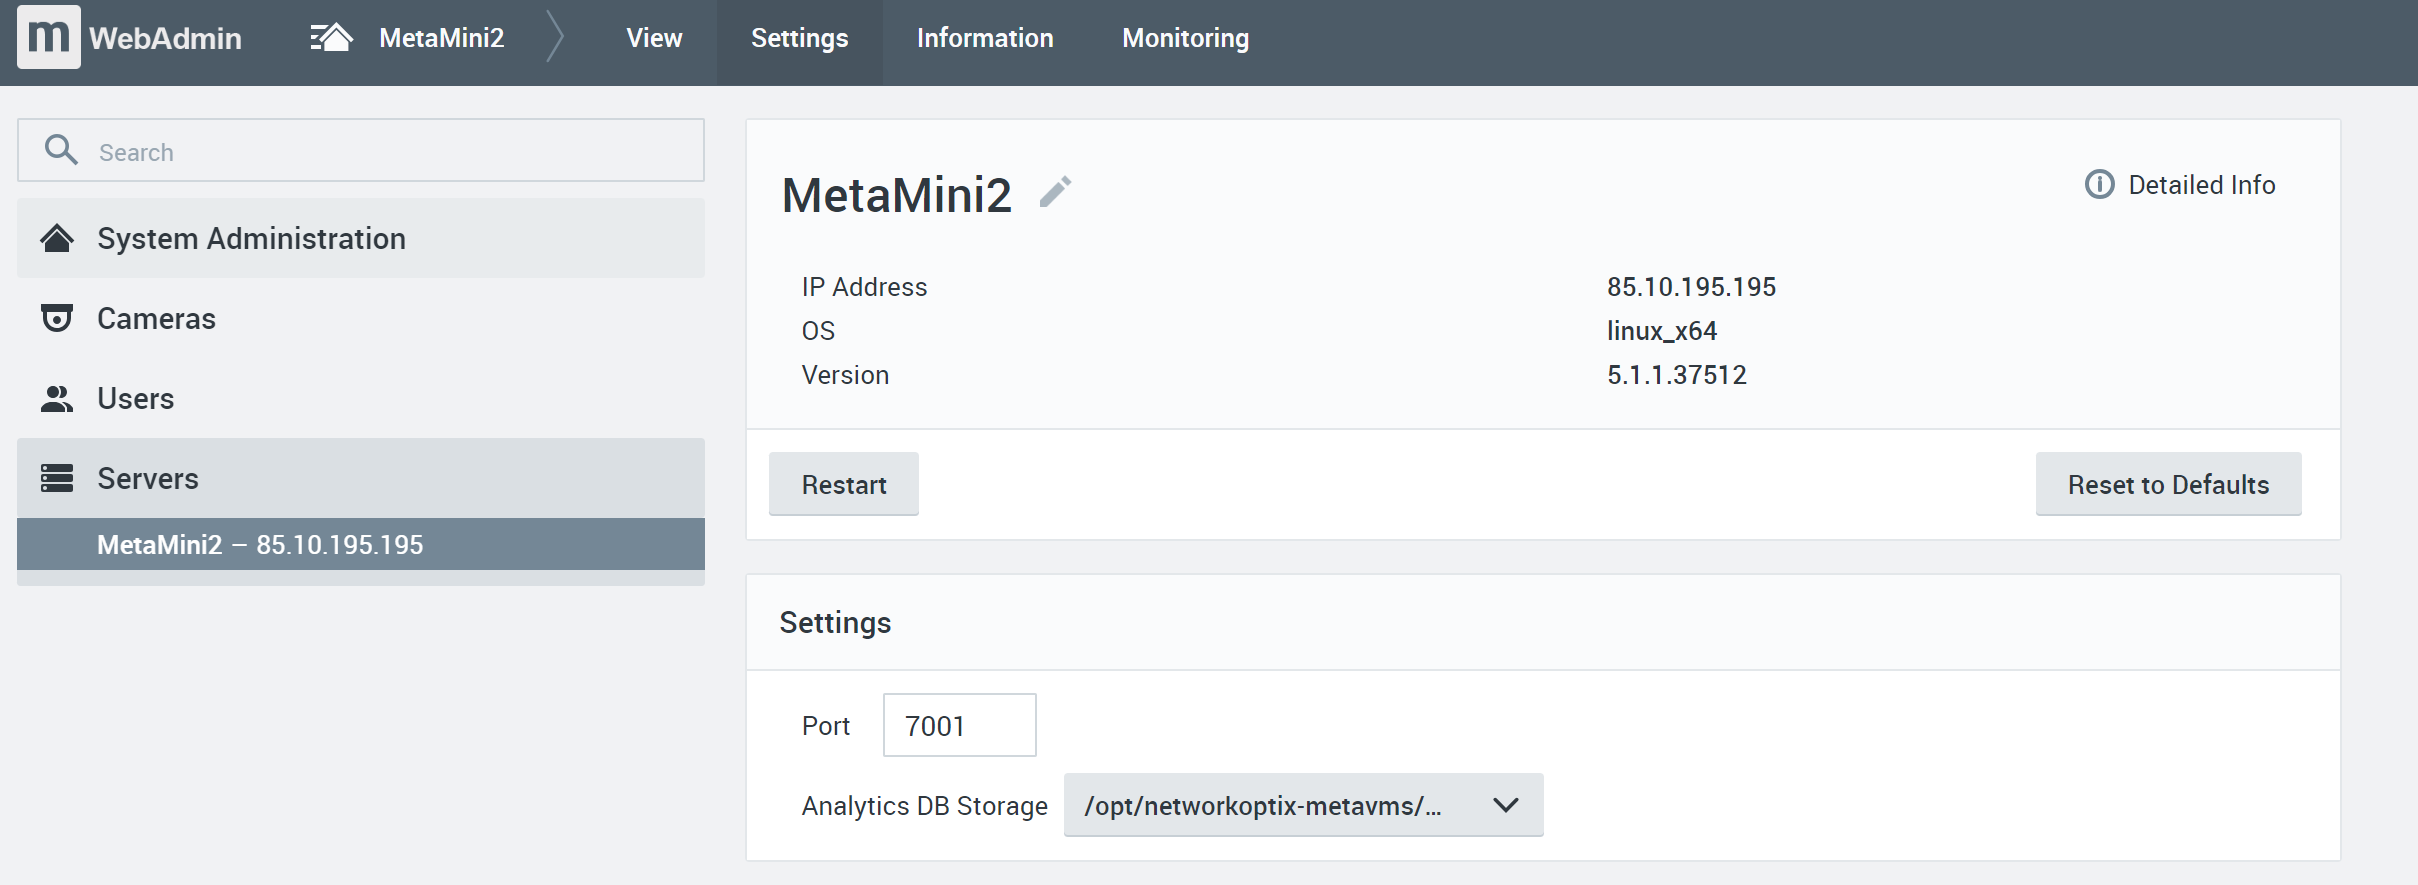 m WebAdmin MetaMini2 View Settings Information Monitoring
Search
System Administration
Cameras
Users
Servers
MetaMini2 – 85.10.195.195
MetaMini2
Detailed Info
IP Address 85.10.195.195
OS linux_x64
Version 5.1.1.37512
Restart Reset to Defaults
Settings
Port 7001
Analytics DB Storage /opt/networkoptix-metavms/...